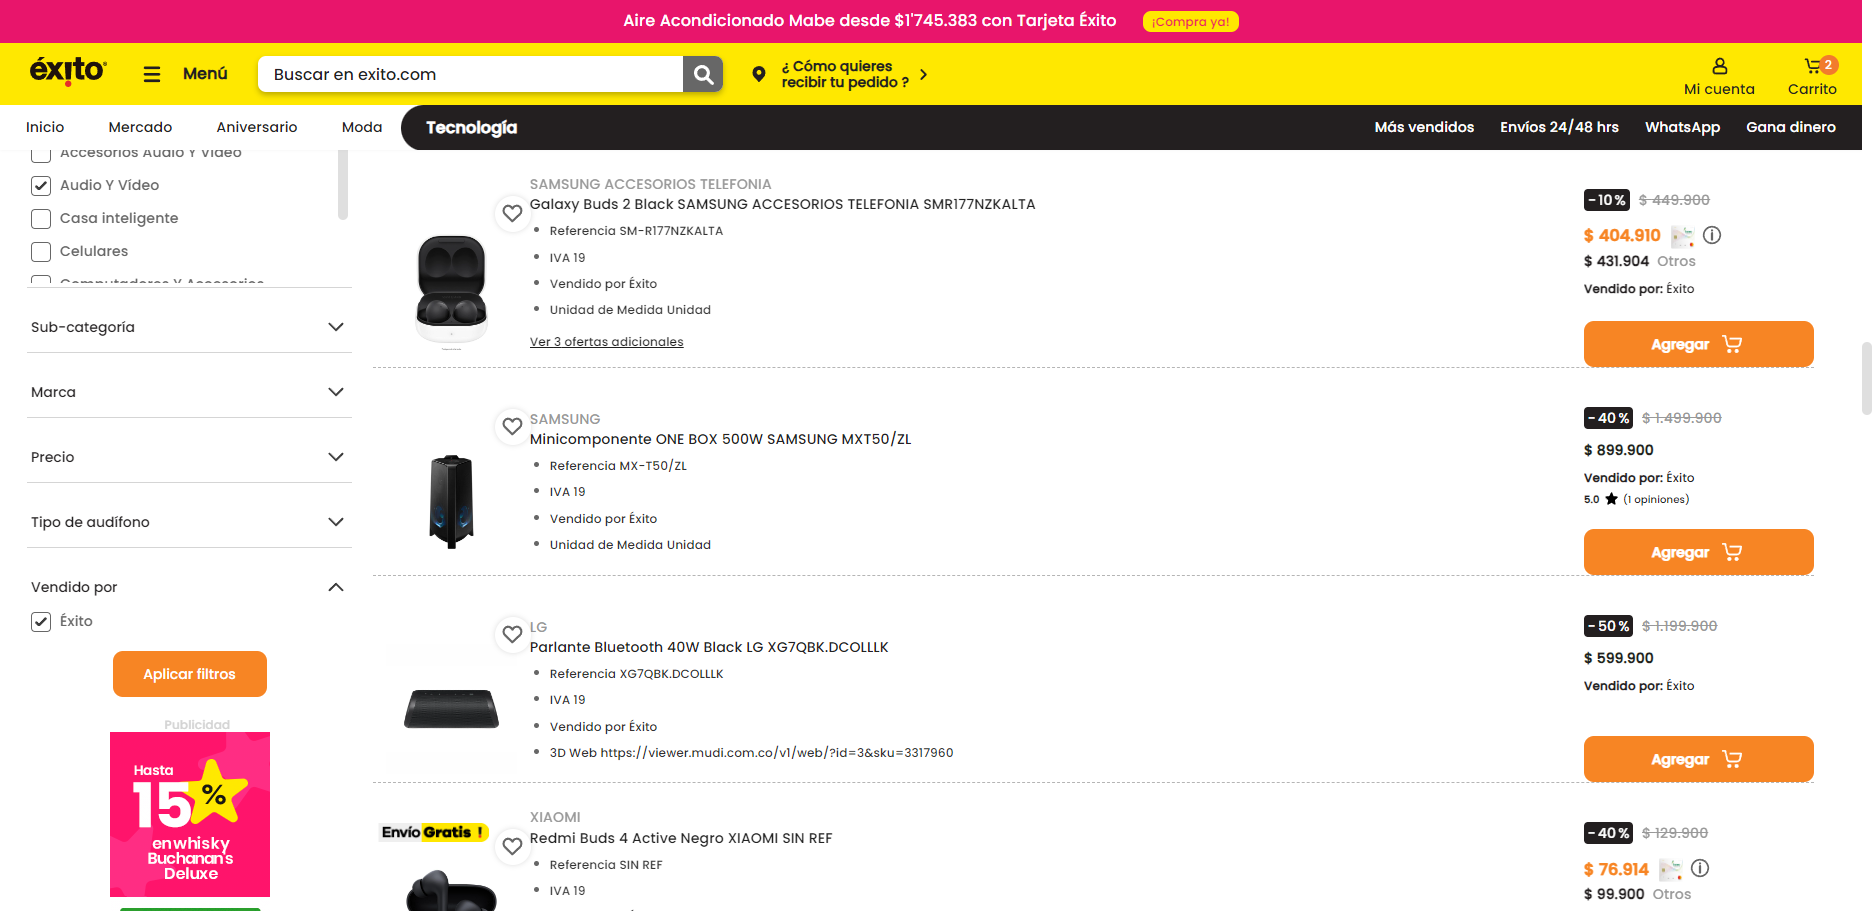 Aire Acondicionado Mabe desde $1'745.383 con Tarjeta Éxito ¡Compra ya!
éxito
Menú
Buscar en exito.com
¿ Cómo quieres
recibir tu pedido ?
Mi cuenta
2
Carrito
Inicio Mercado Aniversario Moda Tecnología Más vendidos Envíos 24/48 hrs WhatsApp Gana dinero
Accesorios Audio Y Video
Audio Y Vídeo
Casa inteligente
Celulares
Computadores Y Accesorios
Sub-categoría
Marca
Precio
Tipo de audífono
Vendido por
Éxito
Aplicar filtros
Publicidad
Hasta
15%
en whisky
Buchanan's
Deluxe
SAMSUNG ACCESORIOS TELEFONIA
Galaxy Buds 2 Black SAMSUNG ACCESORIOS TELEFONIA SMR177NZKALTA
Referencia SM-R177NZKALTA
IVA 19
Vendido por Éxito
Unidad de Medida Unidad
Ver 3 ofertas adicionales
-10% $ 449.900
$ 404.910
$ 431.904 Otros
Vendido por: Éxito
Agregar
SAMSUNG
Minicomponente ONE BOX 500W SAMSUNG MXT50/ZL
Referencia MX-T50/ZL
IVA 19
Vendido por Éxito
Unidad de Medida Unidad
-40% $ 1.499.900
$ 899.900
Vendido por: Éxito
5.0 (1 opiniones)
Agregar
LG
Parlante Bluetooth 40W Black LG XG7QBK.DCOLLLK
Referencia XG7QBK.DCOLLLK
IVA 19
Vendido por Éxito
3D Web https://viewer.mudi.com.co/v1/web/?id=3&sku=3317960
-50% $ 1.199.900
$ 599.900
Vendido por: Éxito
Agregar
Envío Gratis !
XIAOMI
Redmi Buds 4 Active Negro XIAOMI SIN REF
Referencia SIN REF
IVA 19
-40% $ 129.900
$ 76.914
$ 99.900 Otros